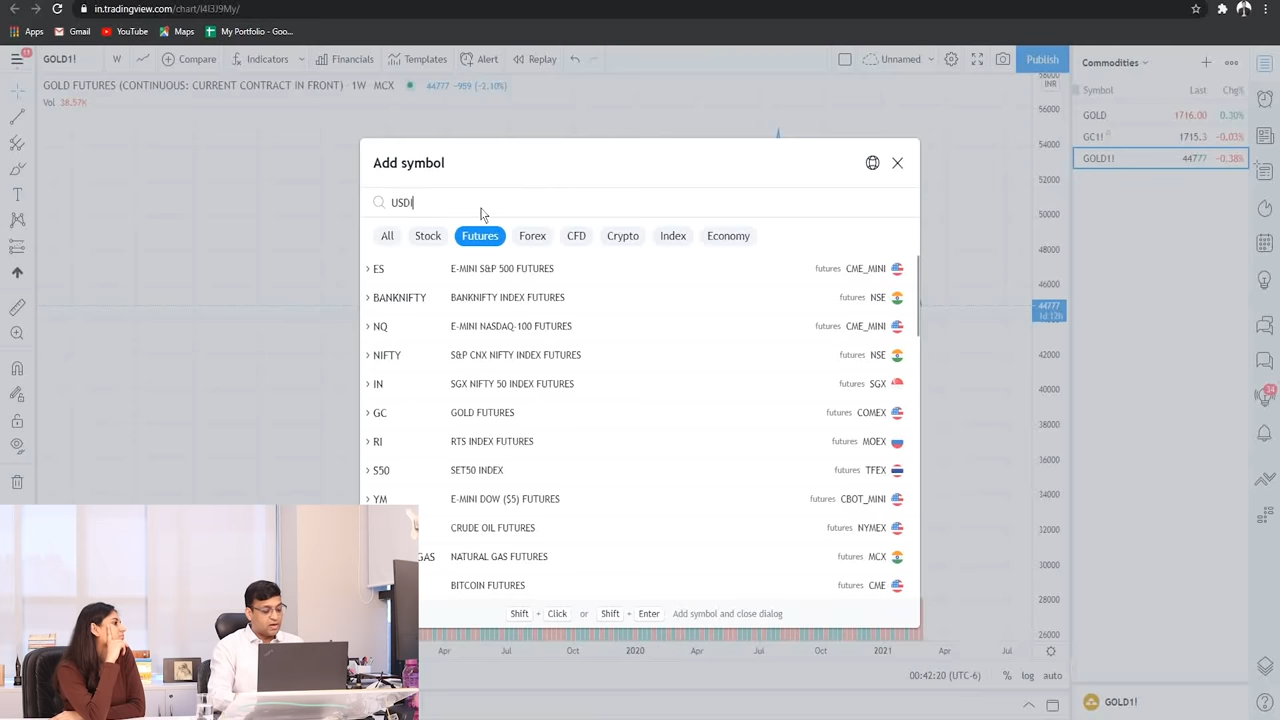 in.tradingview.com/chart/l4l3J9My/
Apps Gmail YouTube Maps My Portfolio - Goo...
GOLD1! W Compare Indicators Financials Templates Alert Replay Unnamed Publish
GOLD FUTURES (CONTINUOUS: CURRENT CONTRACT IN FRONT) 1W MCX 44777 −959 (−2.10%)
Vol 38.57K
INR
56000
54000
52000
50000
48000
46000
44777
1d 12h
42000
40000
38000
36000
34000
32000
30000
28000
26000
Commodities
Symbol Last Chg%
GOLD 1716.00 0.30%
GC1! 1715.3 −0.03%
GOLD1! 44777 −0.38%
Add symbol
USDI
All Stock Futures Forex CFD Crypto Index Economy
ES E-MINI S&P 500 FUTURES futures CME_MINI
BANKNIFTY BANKNIFTY INDEX FUTURES futures NSE
NQ E-MINI NASDAQ-100 FUTURES futures CME_MINI
NIFTY S&P CNX NIFTY INDEX FUTURES futures NSE
IN SGX NIFTY 50 INDEX FUTURES futures SGX
GC GOLD FUTURES futures COMEX
RI RTS INDEX FUTURES futures MOEX
S50 SET50 INDEX futures TFEX
YM E-MINI DOW ($5) FUTURES futures CBOT_MINI
CRUDE OIL FUTURES futures NYMEX
GAS NATURAL GAS FUTURES futures MCX
BITCOIN FUTURES futures CME
Shift + Click or Shift + Enter Add symbol and close dialog
Apr Jul Oct 2020 Apr Jul Oct 2021 Apr Jul
00:42:20 (UTC-6) % log auto
GOLD1!